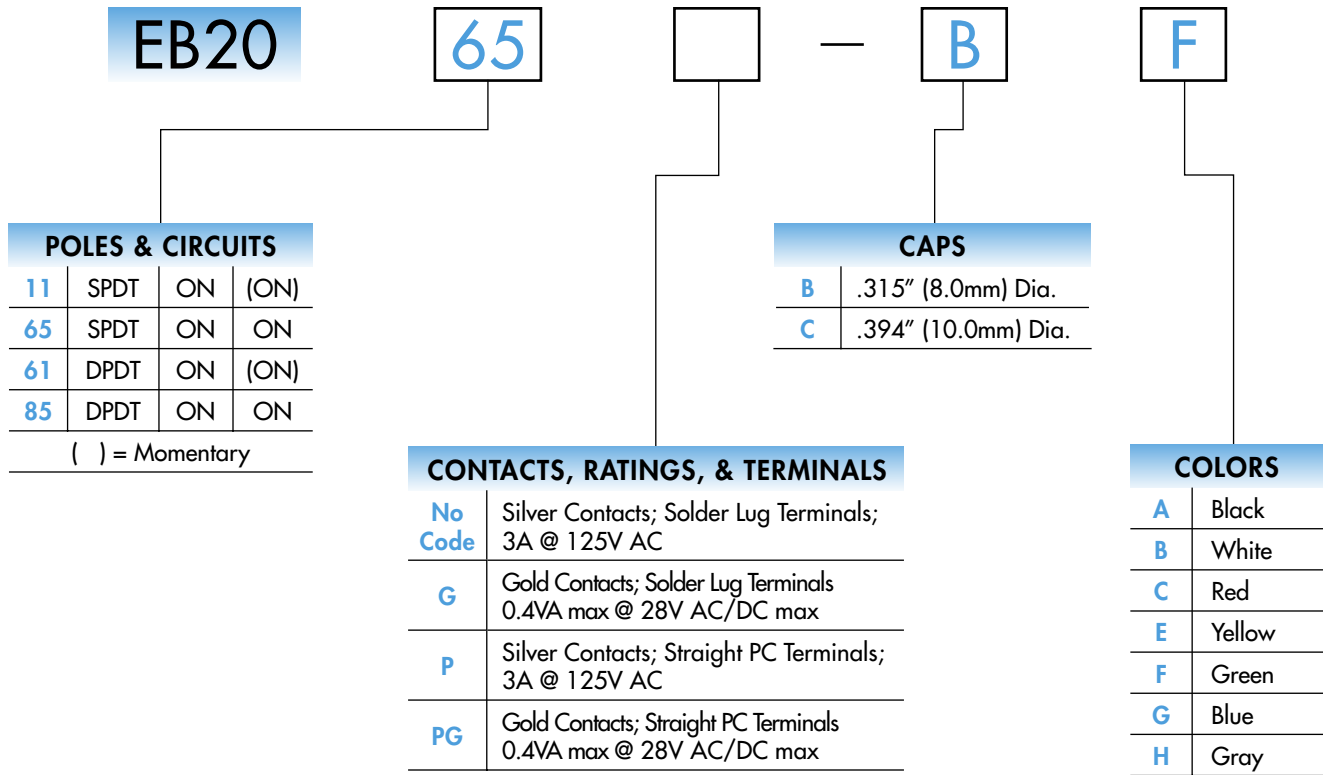 EB20 65 — B F
POLES & CIRCUITS
11 SPDT ON (ON)
65 SPDT ON ON
61 DPDT ON (ON)
85 DPDT ON ON
( ) = Momentary
CAPS
B .315" (8.0mm) Dia.
C .394" (10.0mm) Dia.
CONTACTS, RATINGS, & TERMINALS
No Code Silver Contacts; Solder Lug Terminals;
3A @ 125V AC
G Gold Contacts; Solder Lug Terminals
0.4VA max @ 28V AC/DC max
P Silver Contacts; Straight PC Terminals;
3A @ 125V AC
PG Gold Contacts; Straight PC Terminals
0.4VA max @ 28V AC/DC max
COLORS
A Black
B White
C Red
E Yellow
F Green
G Blue
H Gray